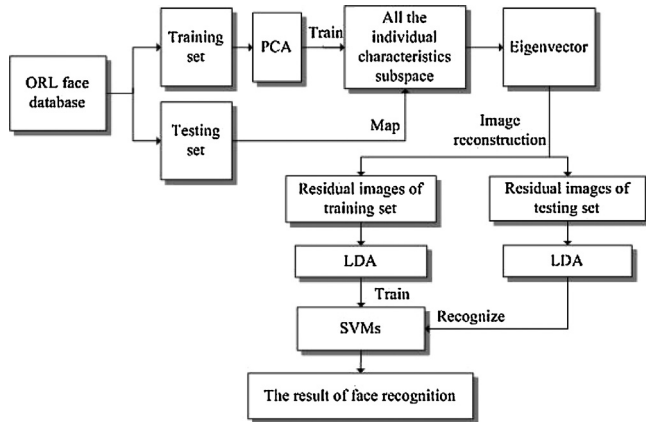 ORL face
database
Training
set
PCA
Train
All the
individual
characteristics
subspace
Eigenvector
Testing
set
Map
Image
reconstruction
Residual images of
training set
Residual images of
testing set
LDA
LDA
Train
SVMs
Recognize
The result of face recognition